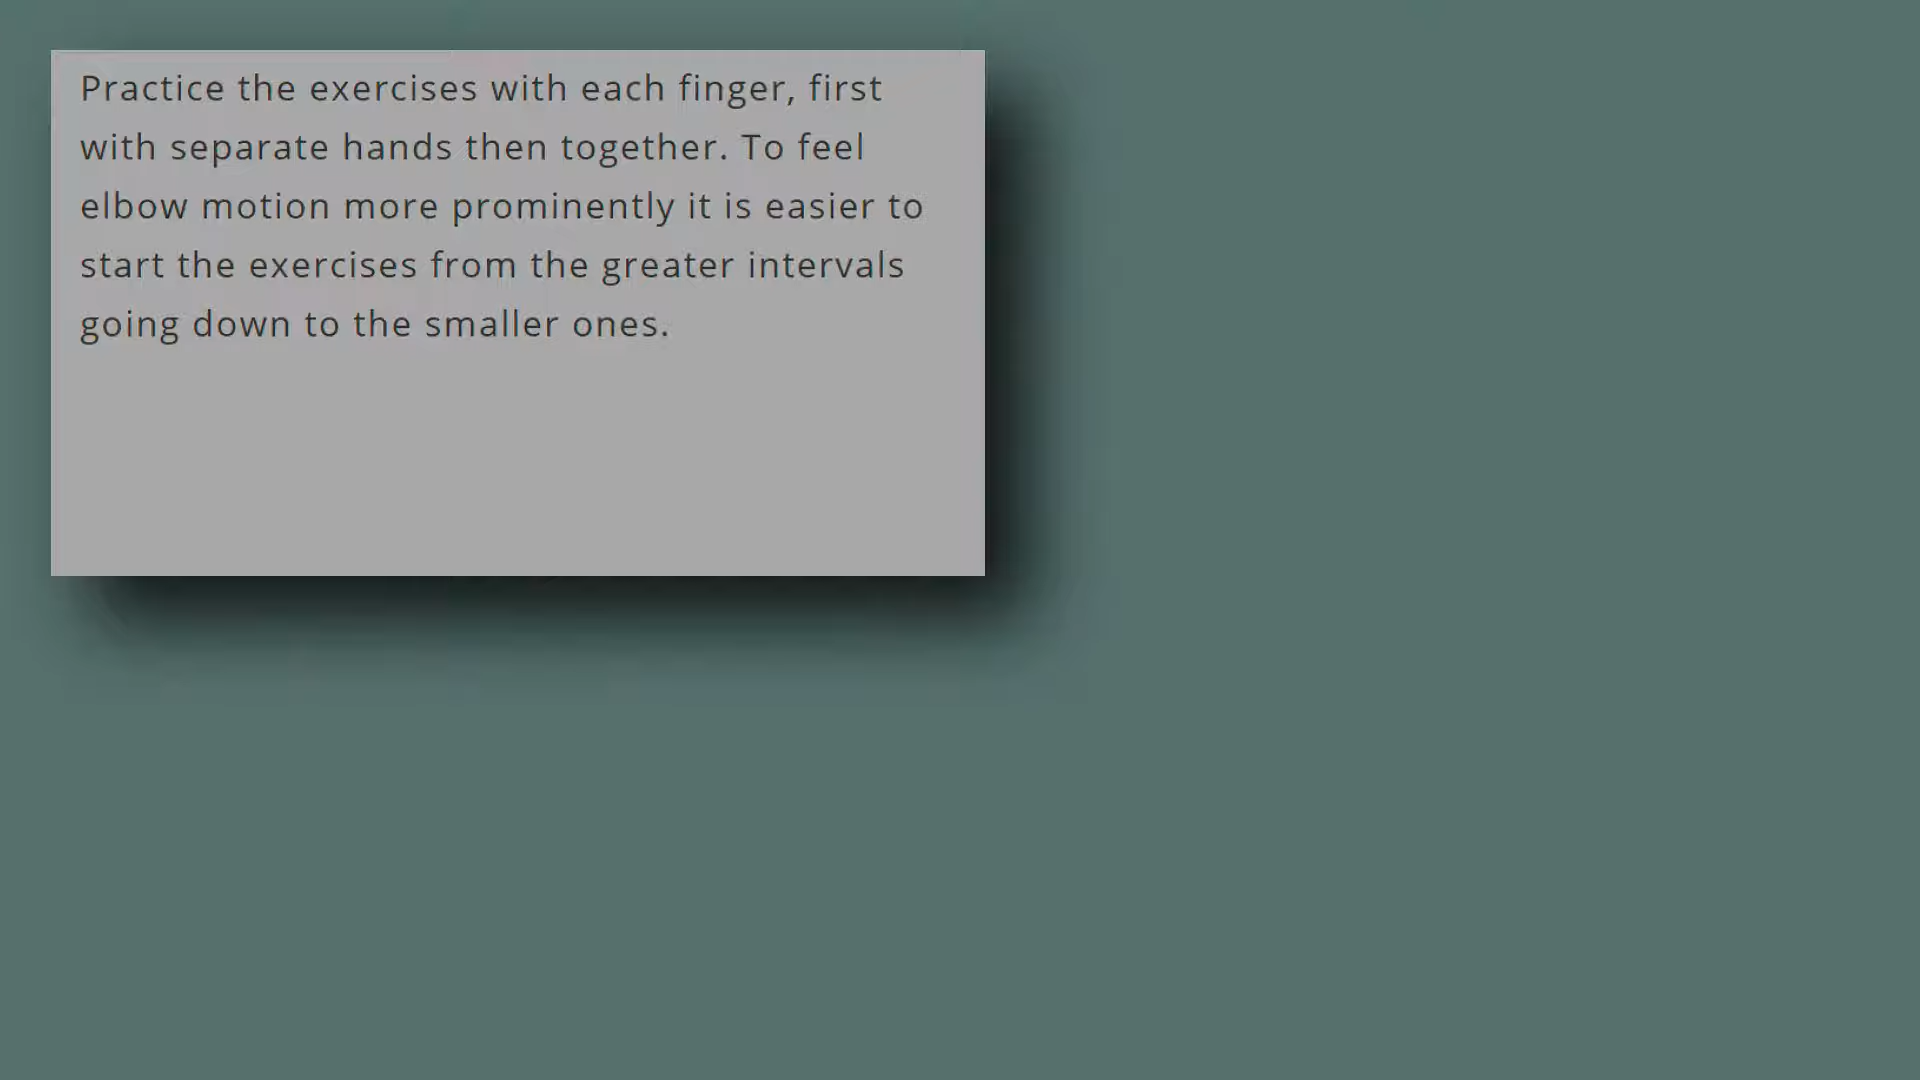 Practice the exercises with each finger, first
with separate hands then together. To feel
elbow motion more prominently it is easier to
start the exercises from the greater intervals
going down to the smaller ones.